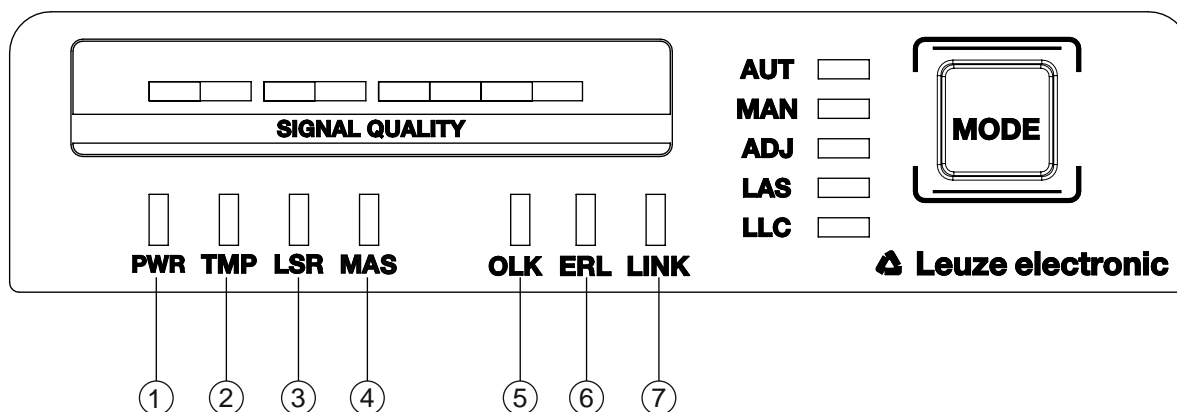 SIGNAL QUALITY
AUT
MAN
ADJ
LAS
LLC
MODE
PWR TMP LSR MAS OLK ERL LINK
Leuze electronic
1 2 3 4 5 6 7